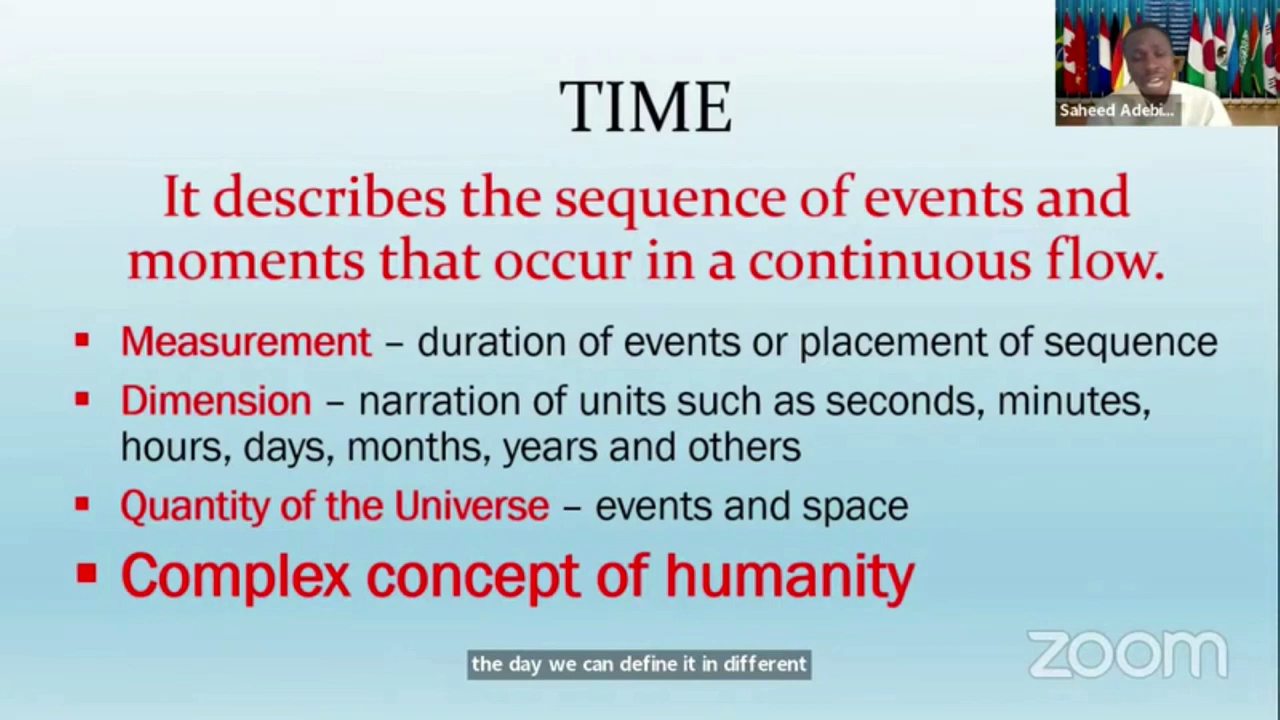 Saheed Adebi...
TIME
It describes the sequence of events and
moments that occur in a continuous flow.
▪ Measurement – duration of events or placement of sequence
▪ Dimension – narration of units such as seconds, minutes,
hours, days, months, years and others
▪ Quantity of the Universe – events and space
▪ Complex concept of humanity
the day we can define it in different
zoom